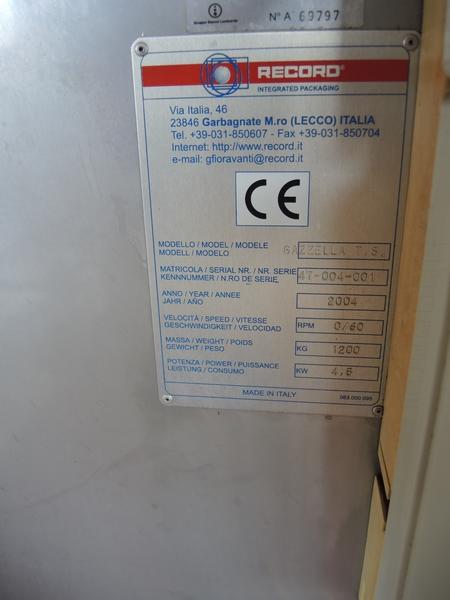 N° A 69797
RECORD®
INTEGRATED PACKAGING
Via Italia, 46
23846 Garbagnate M.ro (LECCO) ITALIA
Tel. +39-031-850607 - Fax +39-031-850704
Internet: http://www.record.it
e-mail: gfioravanti@record.it
CE
MODELLO / MODEL / MODELE
MODELL / MODELO GAZZELLA T.S.
MATRICOLA / SERIAL NR. / NR. SERIE
KENNNUMMER / N.RO DE SERIE 47-004-001
ANNO / YEAR / ANNEE
JAHR / AÑO 2004
VELOCITÁ / SPEED / VITESSE
GESCHWINDIGKEIT / VELOCIDAD RPM 0/60
MASSA / WEIGHT / POIDS
GEWICHT / PESO KG 1200
POTENZA / POWER / PUISSANCE
LEISTUNG / CONSUMO KW 4,5
MADE IN ITALY 083.000.095